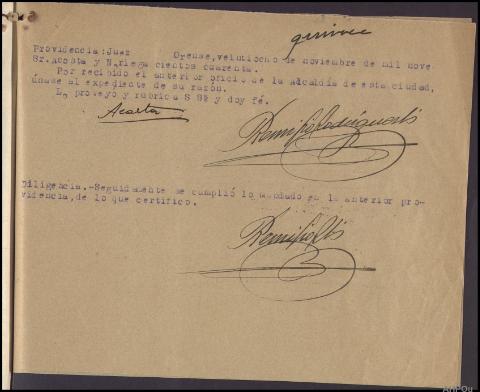 quince
Providencia:Juez Orense, veintiocho de noviembre de mil nove
Sr.Acosta y Noriega cientos cuarenta.
Por recibido el anterior oficio de la alcaldía de esta ciudad,
únase al expediente de su razón.
Lo proveyo y rubrica S Sª y doy fé.
Acosta
Diligencia.-Seguidamente se cumplió lo mandado en la anterior pro-
videncia,de lo que certifico.